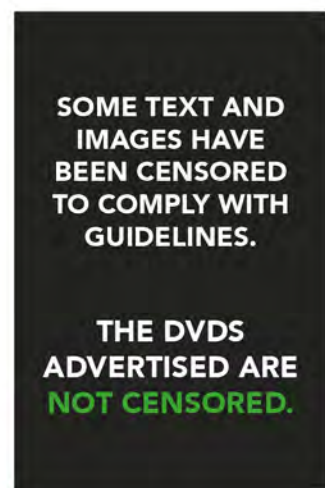 SOME TEXT AND
IMAGES HAVE
BEEN CENSORED
TO COMPLY WITH
GUIDELINES.
THE DVDS
ADVERTISED ARE
NOT CENSORED.